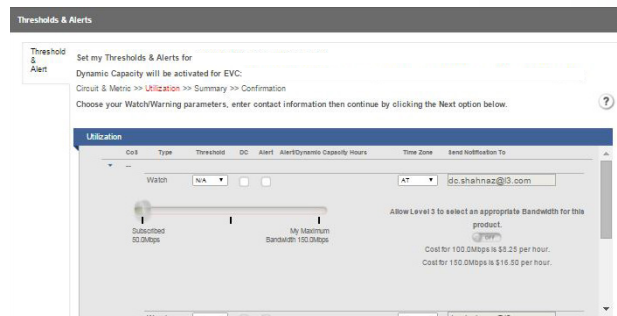 Thresholds & Alerts
Threshold
&
Alert
Set my Thresholds & Alerts for
Dynamic Capacity will be activated for EVC:
Circuit & Metric >> Utilization >> Summary >> Confirmation
Choose your Watch/Warning parameters, enter contact information then continue by clicking the Next option below.
?
Utilization
CoS Type Threshold DC Alert Alert/Dynamic Capacity Hours Time Zone Send Notification To
--
Watch N/A AT dc.shahnaz@l3.com
Allow Level 3 to select an appropriate Bandwidth for this
product.
OFF
Subscribed My Maximum
50.0Mbps Bandwidth 150.0Mbps
Cost for 100.0Mbps is $8.25 per hour.
Cost for 150.0Mbps is $16.50 per hour.